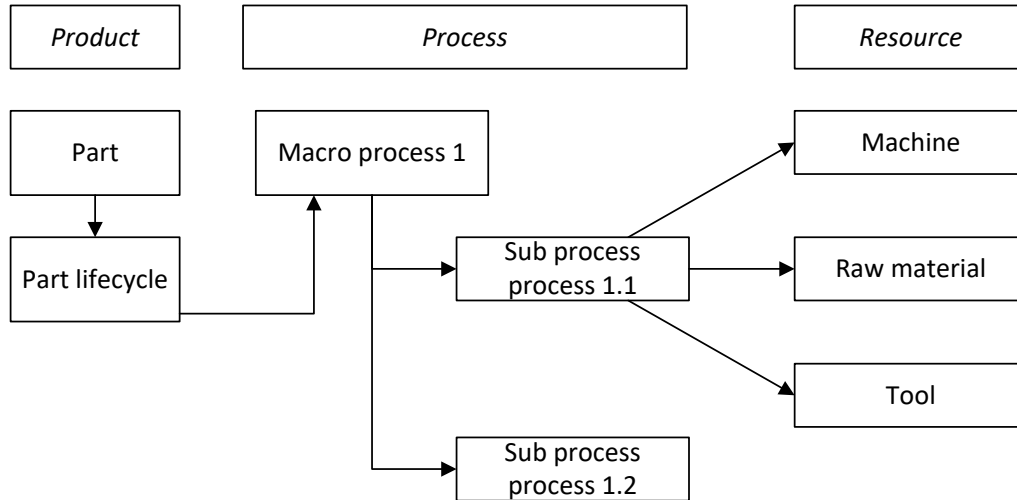 Product
Process
Resource
Part
Macro process 1
Machine
Part lifecycle
Sub process
process 1.1
Raw material
Tool
Sub process
process 1.2